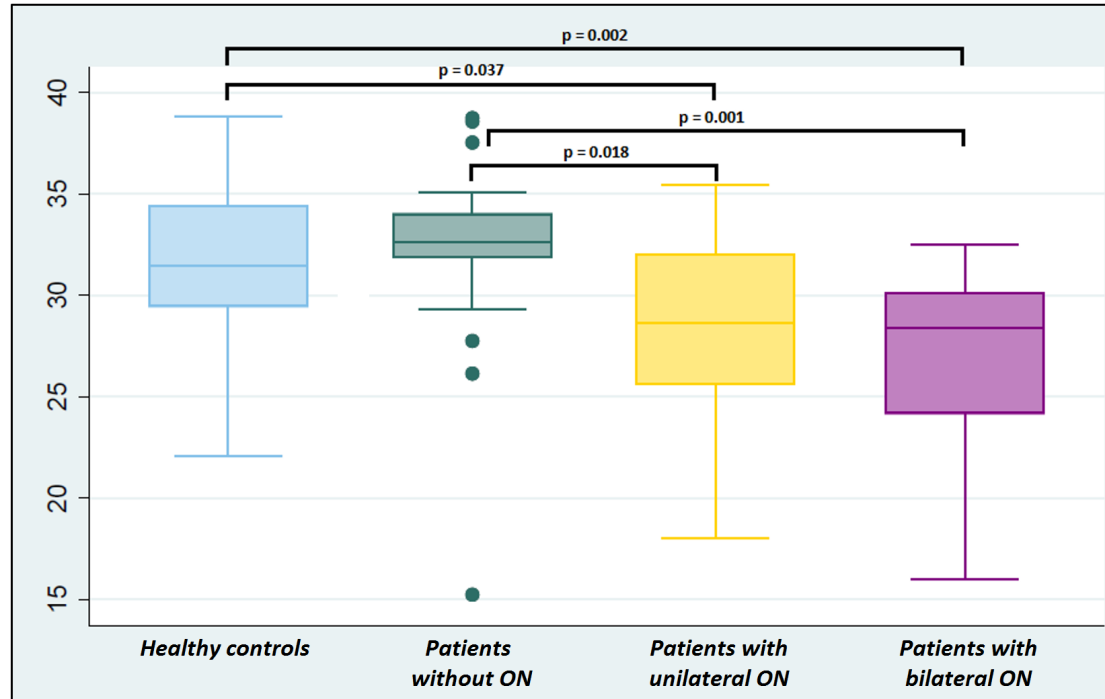 p = 0.002
p = 0.037
p = 0.001
p = 0.018
40
35
30
25
20
15
Healthy controls
Patients
without ON
Patients with
unilateral ON
Patients with
bilateral ON